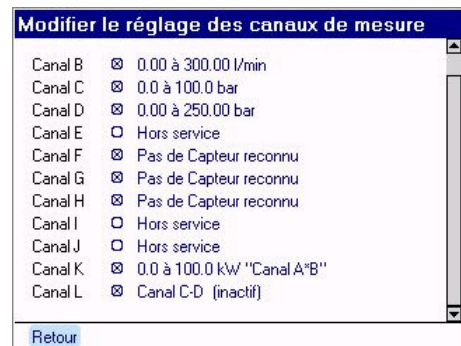 Modifier le réglage des canaux de mesure
Canal B 0.00 à 300.00 l/min
Canal C 0.0 à 100.0 bar
Canal D 0.00 à 250.00 bar
Canal E Hors service
Canal F Pas de Capteur reconnu
Canal G Pas de Capteur reconnu
Canal H Pas de Capteur reconnu
Canal I Hors service
Canal J Hors service
Canal K 0.0 à 100.0 kW "Canal A*B"
Canal L Canal C-D (inactif)
Retour